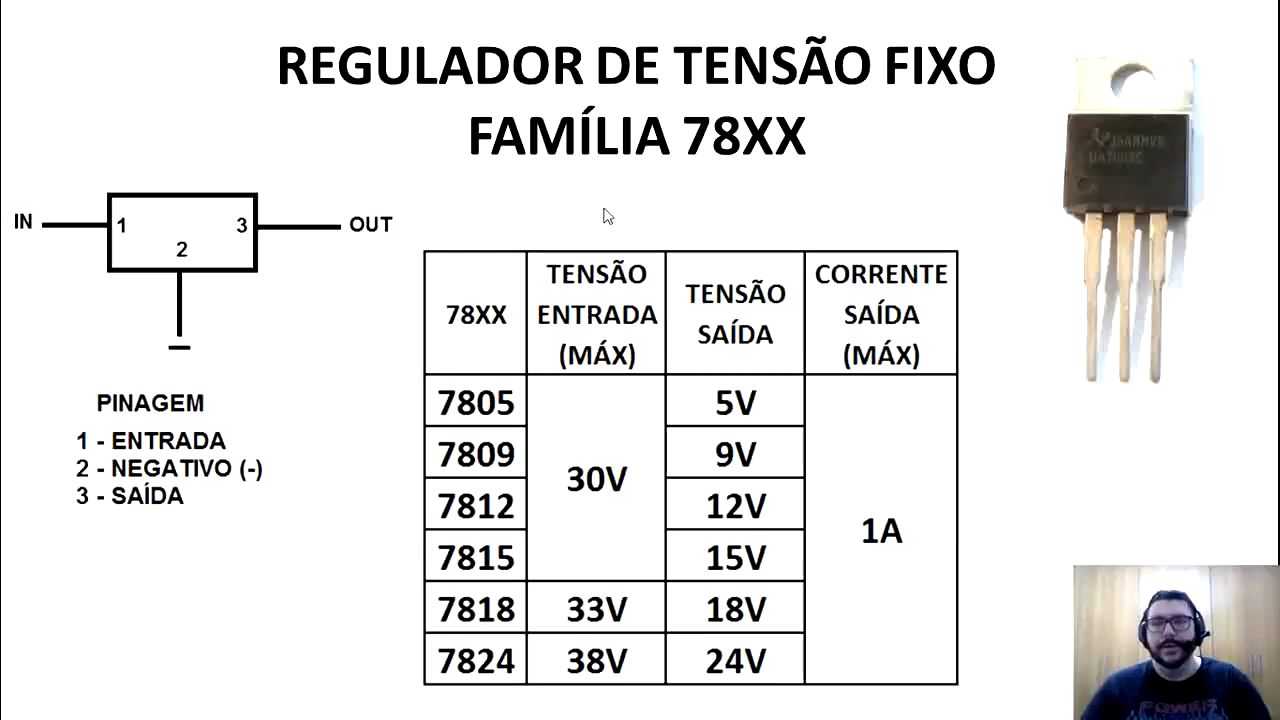 REGULADOR DE TENSÃO FIXO
FAMÍLIA 78XX
IN
1
2
3
OUT
PINAGEM
1 - ENTRADA
2 - NEGATIVO (-)
3 - SAÍDA
78XX
TENSÃO
ENTRADA
(MÁX)
TENSÃO
SAÍDA
CORRENTE
SAÍDA
(MÁX)
7805
30V
5V
1A
7809
9V
7812
12V
7815
15V
7818
33V
18V
7824
38V
24V
POWER